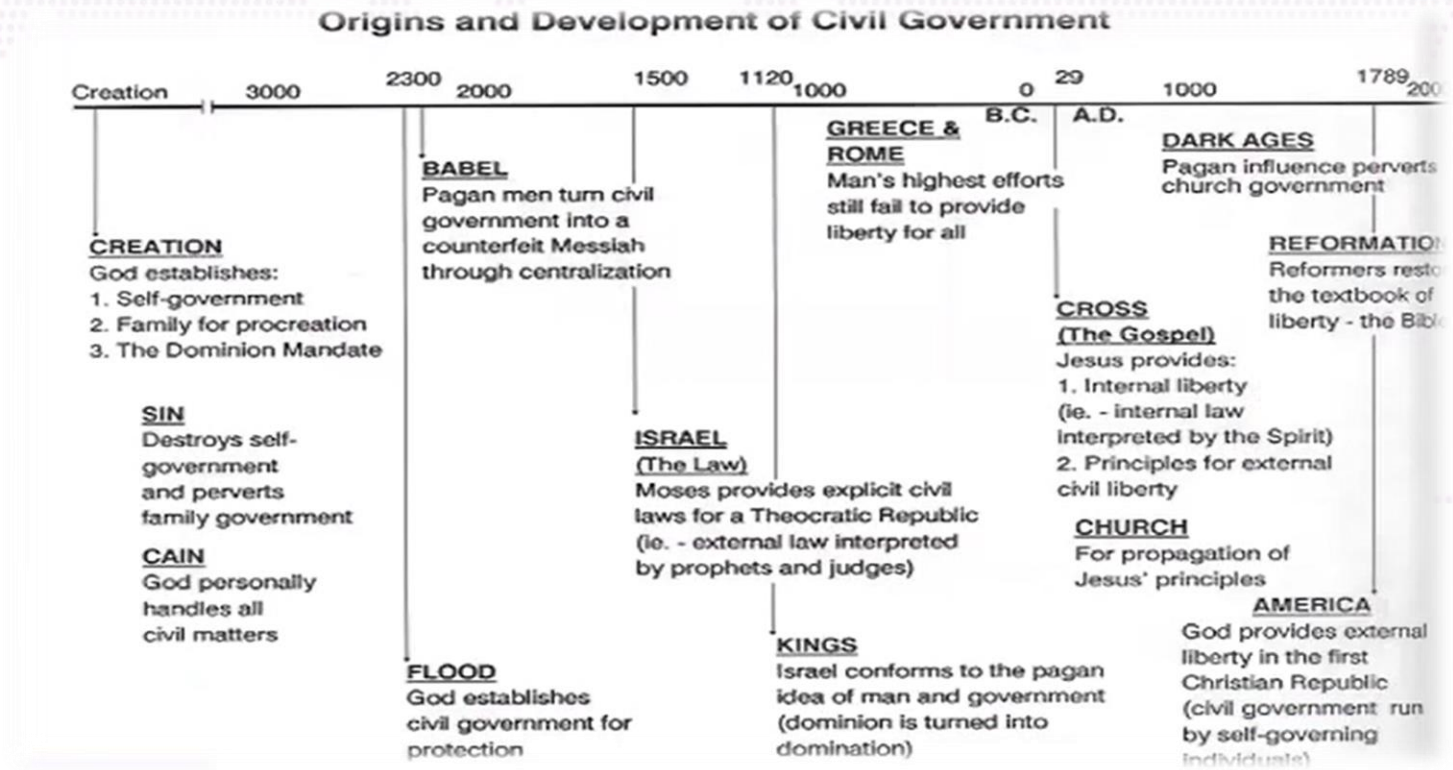 Origins and Development of Civil Government
Creation
3000
2300
2000
1500
1120
1000
0
29
1000
1789
B.C.
A.D.
CREATION
God establishes:
1. Self-government
2. Family for procreation
3. The Dominion Mandate
SIN
Destroys self-
government
and perverts
family government
CAIN
God personally
handles all
civil matters
FLOOD
God establishes
civil government for
protection
BABEL
Pagan men turn civil
government into a
counterfeit Messiah
through centralization
ISRAEL
(The Law)
Moses provides explicit civil
laws for a Theocratic Republic
(ie. - external law interpreted
by prophets and judges)
KINGS
Israel conforms to the pagan
idea of man and government
(dominion is turned into
domination)
GREECE &
ROME
Man's highest efforts
still fail to provide
liberty for all
CROSS
(The Gospel)
Jesus provides:
1. Internal liberty
(ie. - internal law
interpreted by the Spirit)
2. Principles for external
civil liberty
CHURCH
For propagation of
Jesus' principles
DARK AGES
Pagan influence perverts
church government
Reformers
the textbook of
liberty - the
AMERICA
God provides external
liberty in the first
Christian Republic
(civil government run
by self-governing
individuals)